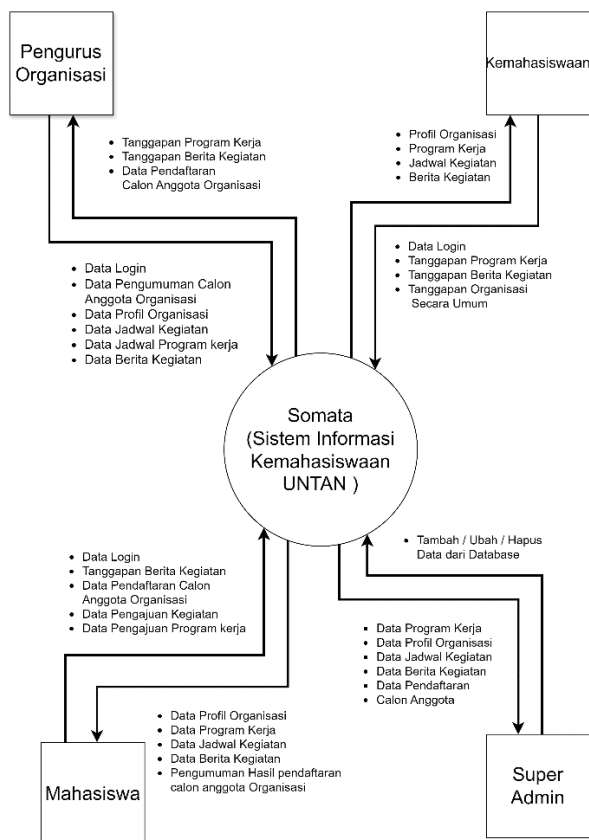 Pengurus
Organisasi
Kemahasiswaan
• Tanggapan Program Kerja
• Tanggapan Berita Kegiatan
• Data Pendaftaran
Calon Anggota Organisasi
• Profil Organisasi
• Program Kerja
• Jadwal Kegiatan
• Berita Kegiatan
• Data Login
• Data Pengumuman Calon
Anggota Organisasi
• Data Profil Organisasi
• Data Jadwal Kegiatan
• Data Jadwal Program kerja
• Data Berita Kegiatan
• Data Login
• Tanggapan Program Kerja
• Tanggapan Berita Kegiatan
• Tanggapan Organisasi
Secara Umum
Somata
(Sistem Informasi
Kemahasiswaan
UNTAN )
• Data Login
• Tanggapan Berita Kegiatan
• Data Pendaftaran Calon
Anggota Organisasi
• Data Pengajuan Kegiatan
• Data Pengajuan Program kerja
• Tambah / Ubah / Hapus
Data dari Database
• Data Profil Organisasi
• Data Program Kerja
• Data Jadwal Kegiatan
• Data Berita Kegiatan
• Pengumuman Hasil pendaftaran
calon anggota Organisasi
▪ Data Program Kerja
• Data Profil Organisasi
▪ Data Jadwal Kegiatan
• Data Berita Kegiatan
▪ Data Pendaftaran
• Calon Anggota
Mahasiswa
Super
Admin